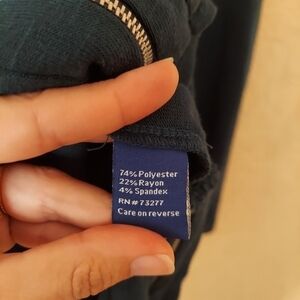 74% Polyester
22% Rayon
4% Spandex
RN# 73277
Care on reverse